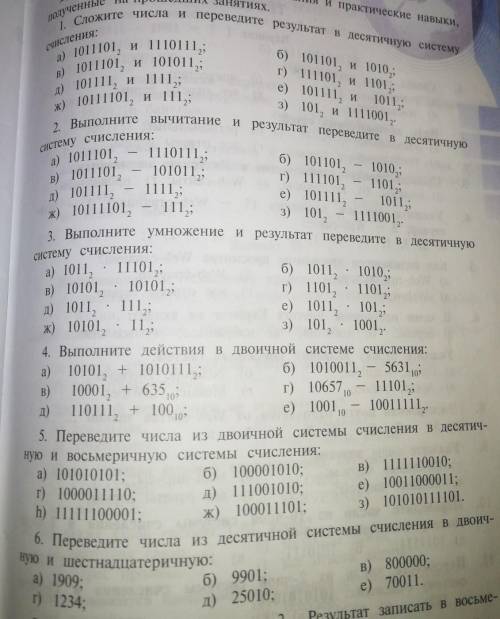 полученные на прошедших занятиях. и практические навыки,
1. Сложите числа и переведите результат в десятичную систему
счисления:
а) 1011101₂ и 1110111₂; б) 101101₂ и 1010₂;
в) 1011101₂ и 101011₂; г) 111101₂ и 1101₂;
д) 101111₂ и 1111₂; е) 101111₂ и 1011₂;
ж) 10111101₂ и 111₂; з) 101₂ и 1111001₂.
2. Выполните вычитание и результат переведите в десятичную
систему счисления:
а) 1011101₂ − 1110111₂; б) 101101₂ − 1010₂;
в) 1011101₂ − 101011₂; г) 111101₂ − 1101₂;
д) 101111₂ − 1111₂; е) 101111₂ − 1011₂;
ж) 10111101₂ − 111₂; з) 101₂ − 1111001₂.
3. Выполните умножение и результат переведите в десятичную
систему счисления:
а) 1011₂ · 11101₂; б) 1011₂ · 1010₂;
в) 10101₂ · 10101₂; г) 1101₂ · 1101₂;
д) 1011₂ · 111₂; е) 1011₂ · 101₂;
ж) 10101₂ · 11₂; з) 101₂ · 1001₂.
4. Выполните действия в двоичной системе счисления:
а) 10101₂ + 1010111₂; б) 1010011₂ − 5631₁₀;
в) 10001₂ + 635₁₀; г) 10657₁₀ − 11101₂;
д) 110111₂ + 100₁₀; е) 1001₁₀ − 10011111₂.
5. Переведите числа из двоичной системы счисления в десятич-
ную и восьмеричную системы счисления:
а) 101010101; б) 100001010; в) 1111110010;
г) 1000011110; д) 111001010; е) 10011000011;
h) 11111100001; ж) 100011101; з) 101010111101.
6. Переведите числа из десятичной системы счисления в двоич-
ную и шестнадцатеричную:
а) 1909; б) 9901; в) 800000;
г) 1234; д) 25010; е) 70011.
Результат записать в восьме-